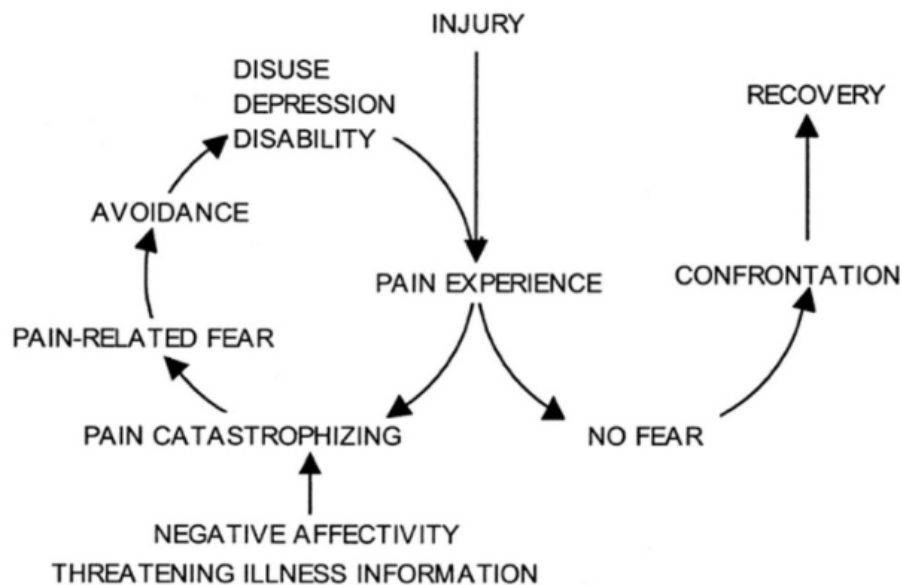 INJURY
DISUSE
DEPRESSION
DISABILITY
RECOVERY
AVOIDANCE
PAIN EXPERIENCE
CONFRONTATION
PAIN-RELATED FEAR
PAIN CATASTROPHIZING
NO FEAR
NEGATIVE AFFECTIVITY
THREATENING ILLNESS INFORMATION